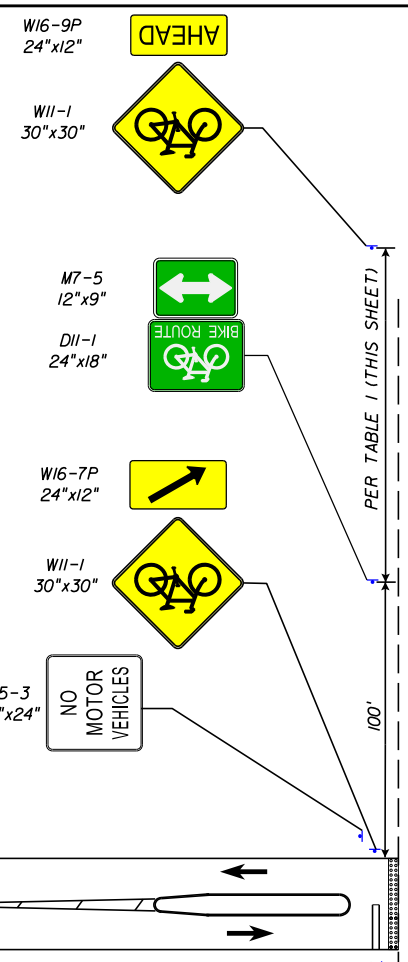 W16-9P
24"x12"
AHEAD
W11-1
30"x30"
M7-5
12"x9"
D11-1
24"x18"
BIKE ROUTE
PER TABLE 1 (THIS SHEET)
W16-7P
24"x12"
W11-1
30"x30"
5-3
"x24"
NO
MOTOR
VEHICLES
100'